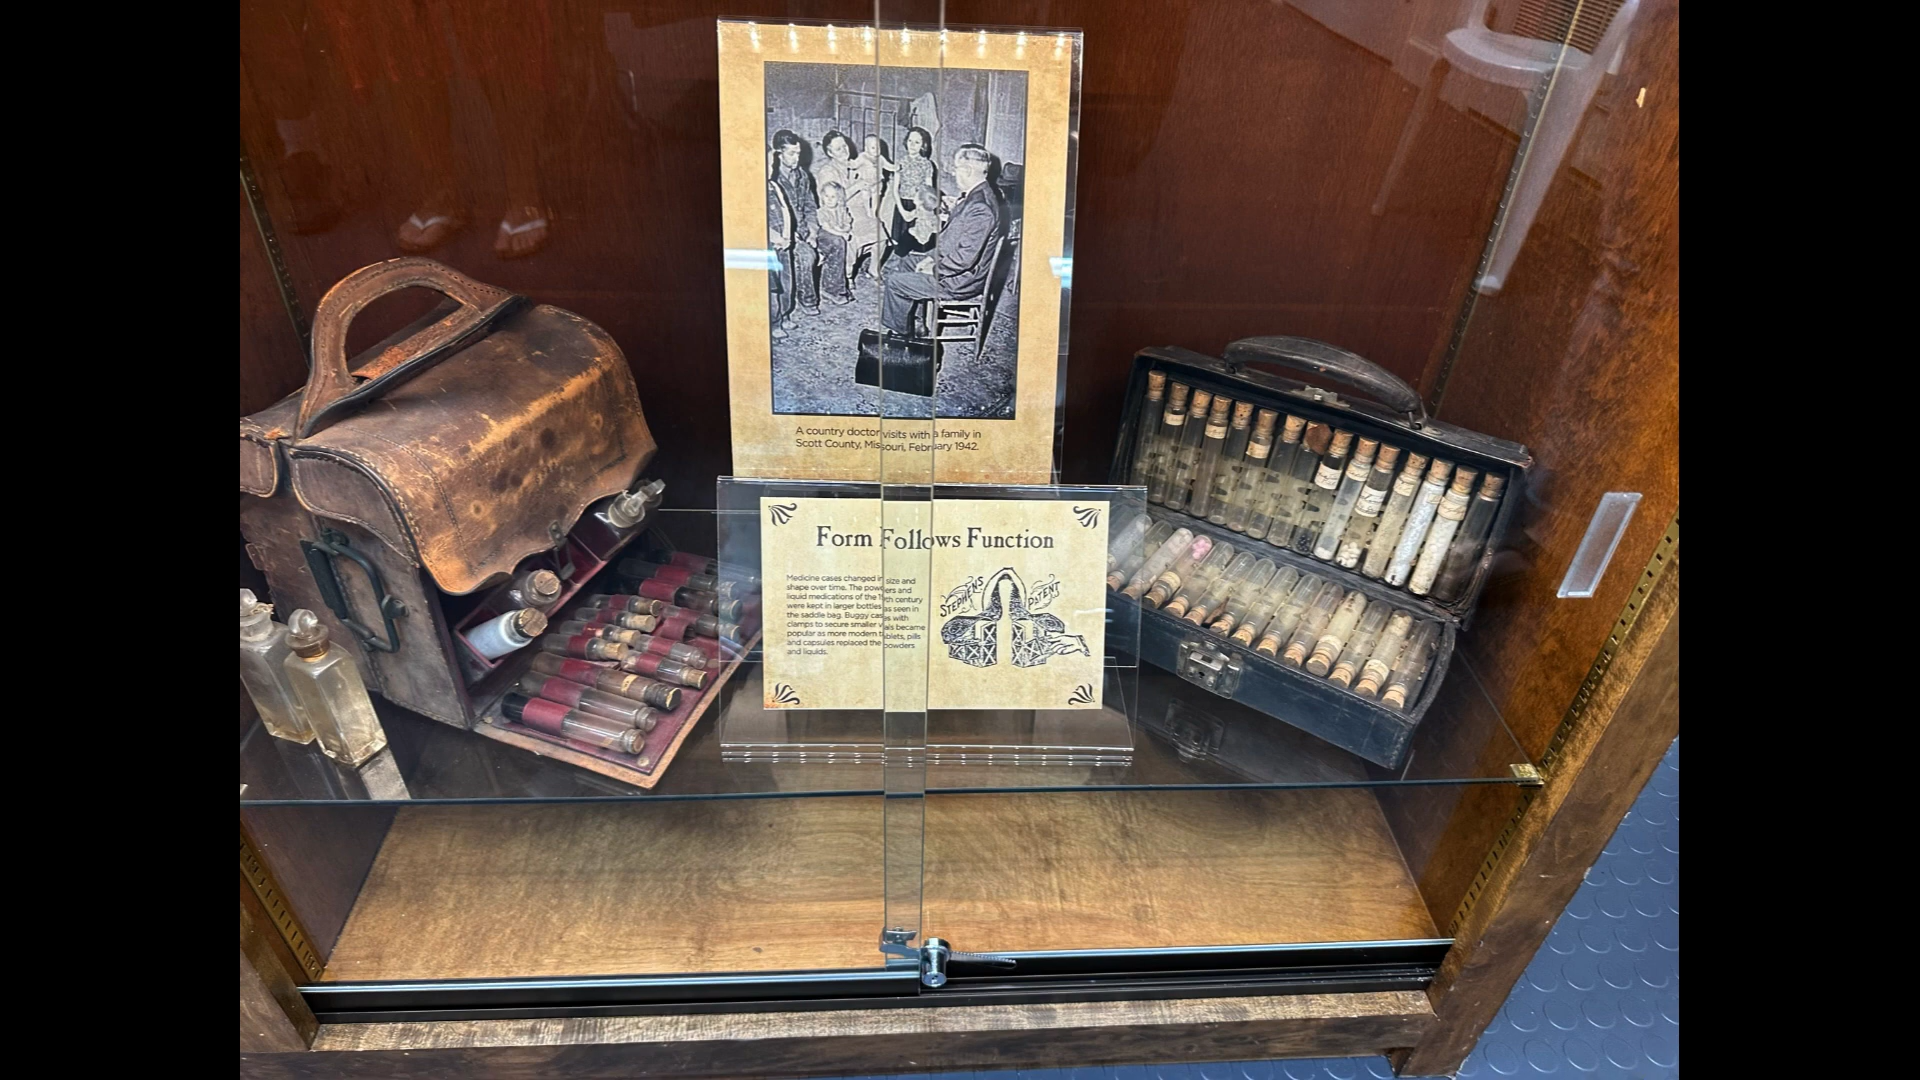 A country doctor visits with a family in
Scott County, Missouri, February 1942.
Form Follows Function
Medicine cases changed in size and
shape over time. The powders and
liquid medications of the 19th century
were kept in larger bottles as seen in
the saddle bag. Buggy cases with
clamps to secure smaller vials became
popular as more modern tablets, pills
and capsules replaced the powders
and liquids.
STEPHENS PATENT